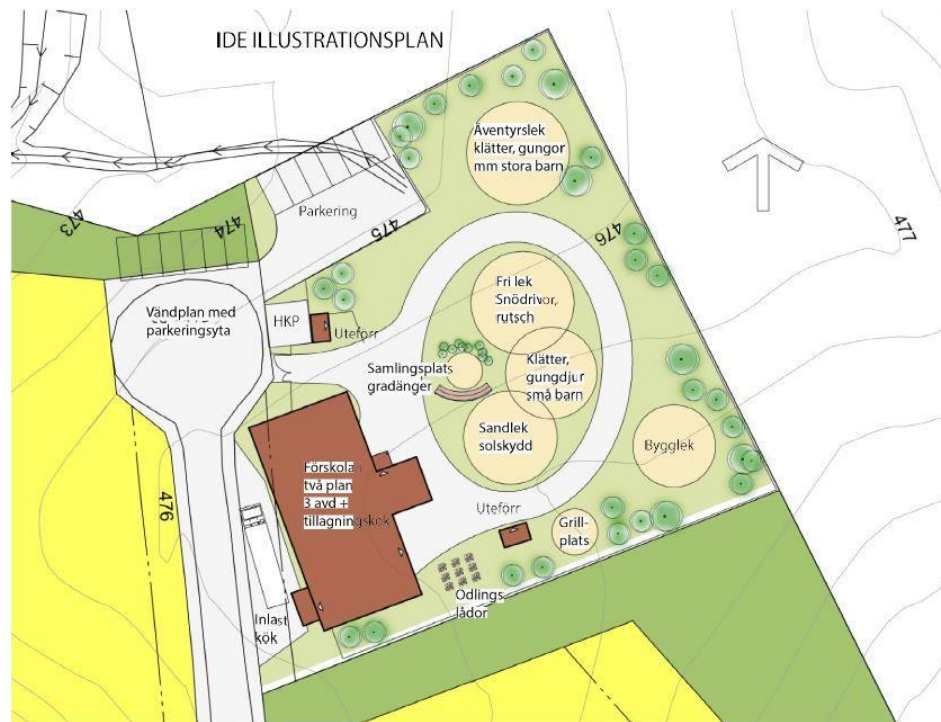 IDE ILLUSTRATIONSPLAN
Äventyrslek
klätter, gungor
mm stora barn
Parkering
473
474
475
476
477
Fri lek
Snödrivor,
rutsch
Vändplan med
parkeringsyta
HKP
Uteförr
Samlingsplats
gradänger
Klätter,
gungdjur
små barn
Sandlek
solskydd
Bygglek
Förskola i
två plan
3 avd +
tillagningskök
476
Uteförr
Grill-
plats
Odlings
lådor
Inlast
kök